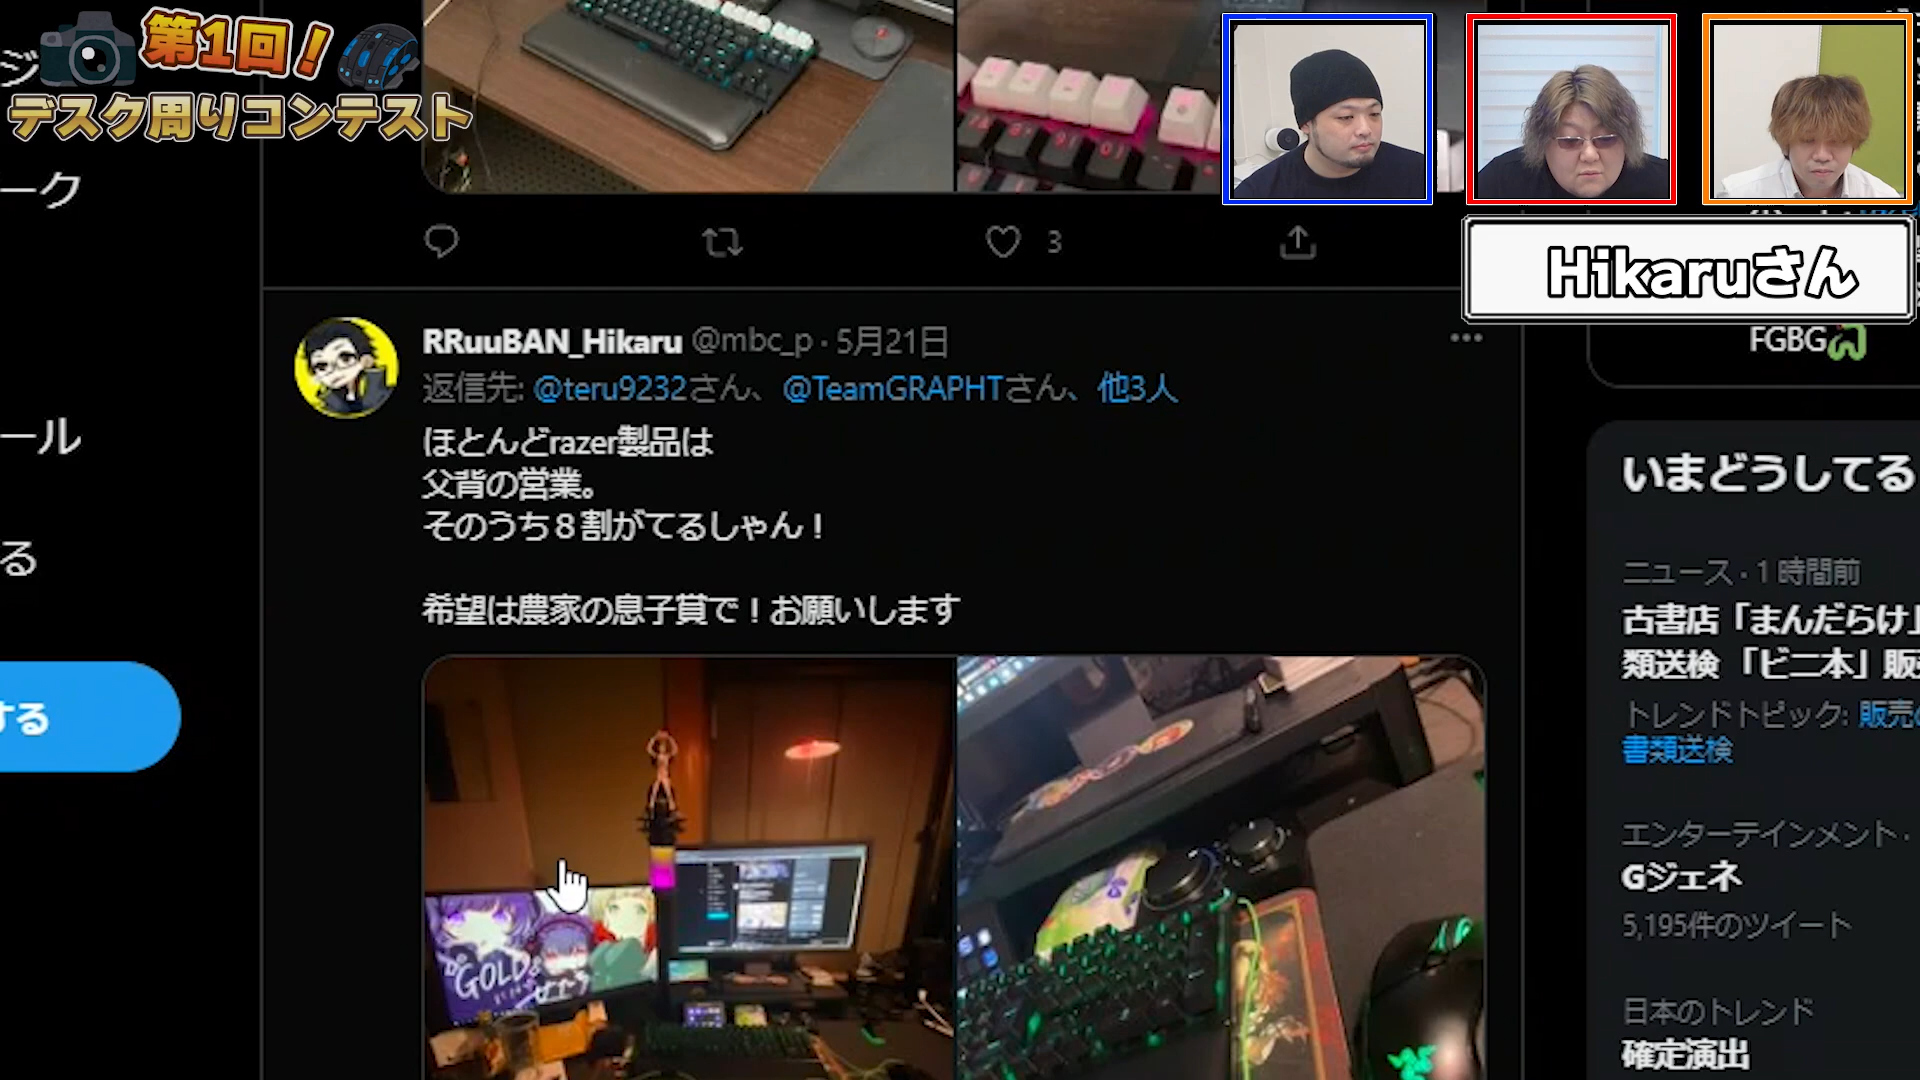 第1回！
デスク周りコンテスト
ーク
ール
る
する
3
Hikaruさん
FGBG
RRuuBAN_Hikaru @mbc_p · 5月21日
返信先: @teru9232さん、@TeamGRAPHTさん、他3人
ほとんどrazer製品は
父背の営業。
そのうち８割がてるしゃん！
希望は農家の息子賞で！お願いします
GOLD
いまどうしてる
ニュース · 1 時間前
古書店「まんだらけ」
類送検 「ビニ本」販
トレンドトピック: 販売
書類送検
エンターテインメント ·
Gジェネ
5,195件のツイート
日本のトレンド
確定演出